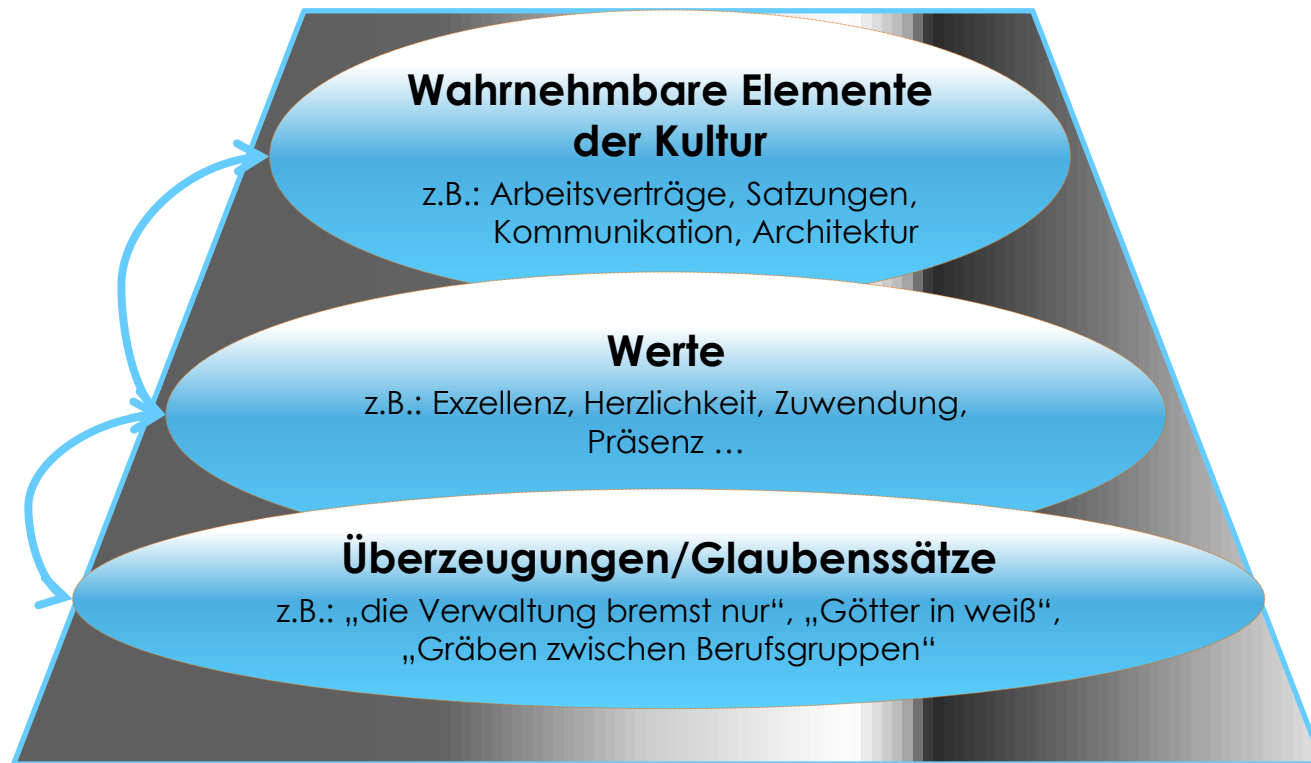 Wahrnehmbare Elemente
der Kultur
z.B.: Arbeitsverträge, Satzungen,
Kommunikation, Architektur
Werte
z.B.: Exzellenz, Herzlichkeit, Zuwendung,
Präsenz …
Überzeugungen/Glaubenssätze
z.B.: „die Verwaltung bremst nur“, „Götter in weiß“,
„Gräben zwischen Berufsgruppen“